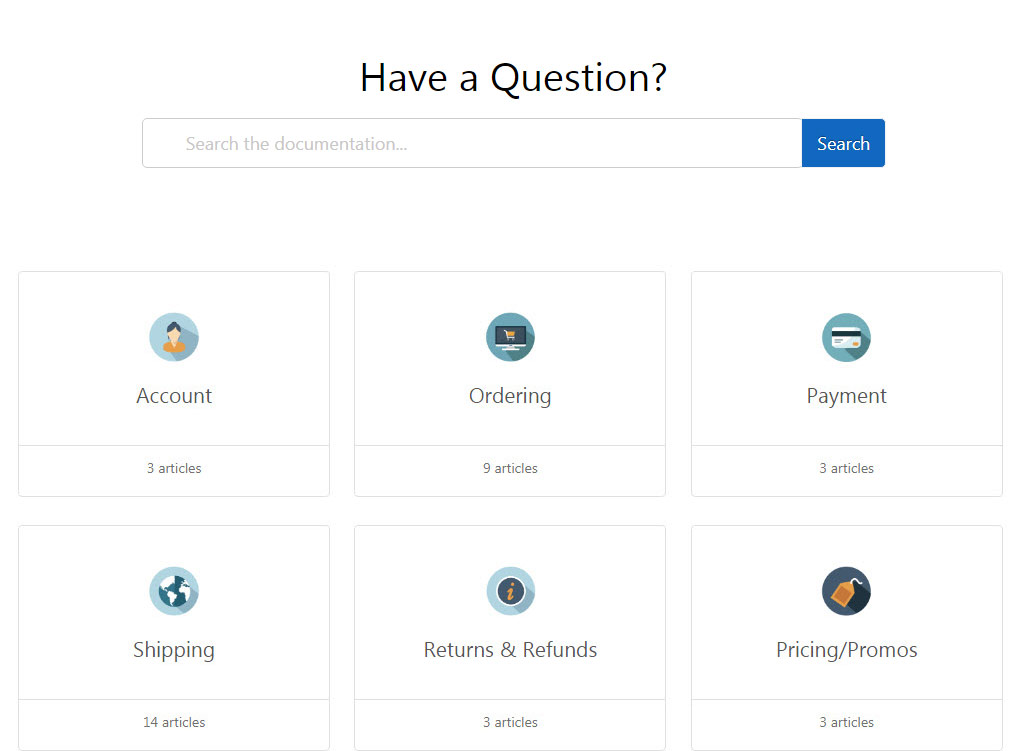 Have a Question?
Search the documentation...
Search
Account
Ordering
Payment
3 articles
9 articles
3 articles
Shipping
Returns & Refunds
Pricing/Promos
14 articles
3 articles
3 articles